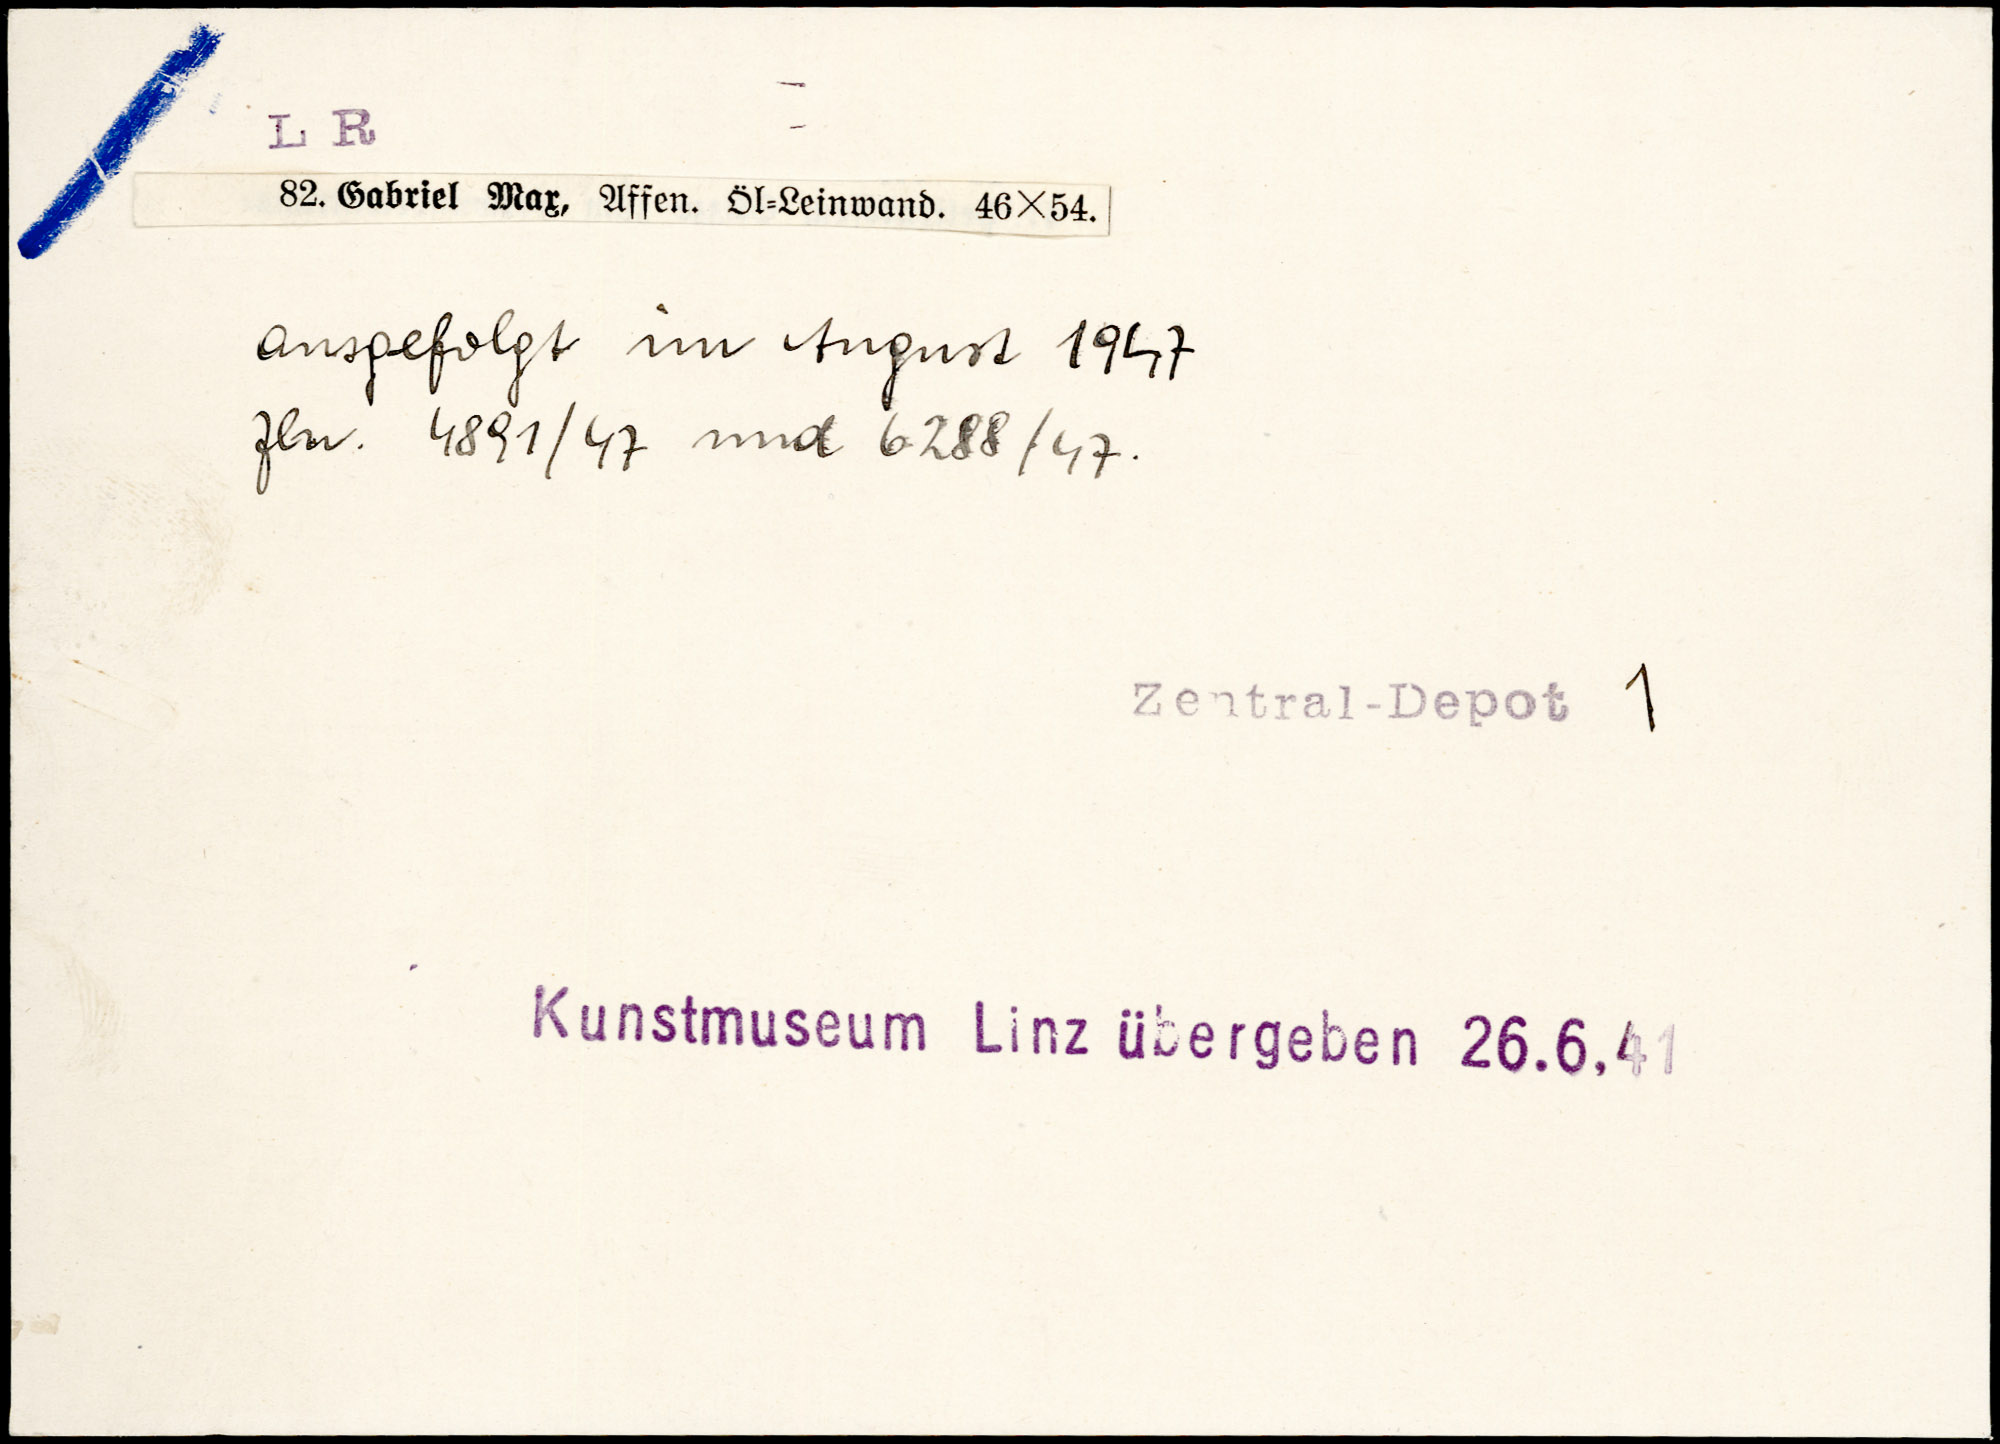 L R
82. Gabriel Max, Affen. Öl-Leinwand. 46×54.
ausgefolgt im August 1947
Zln. 4891/47 und 6288/47.
Zentral-Depot 1
Kunstmuseum Linz übergeben 26.6.41